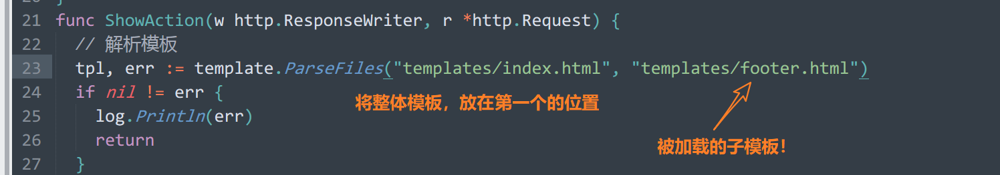 20 }
21 func ShowAction(w http.ResponseWriter, r *http.Request) {
22 // 解析模板
23 tpl, err := template.ParseFiles("templates/index.html", "templates/footer.html")
24 if nil != err {
将整体模板，放在第一个的位置
25 log.Println(err)
26 return
被加载的子模板！
27 }